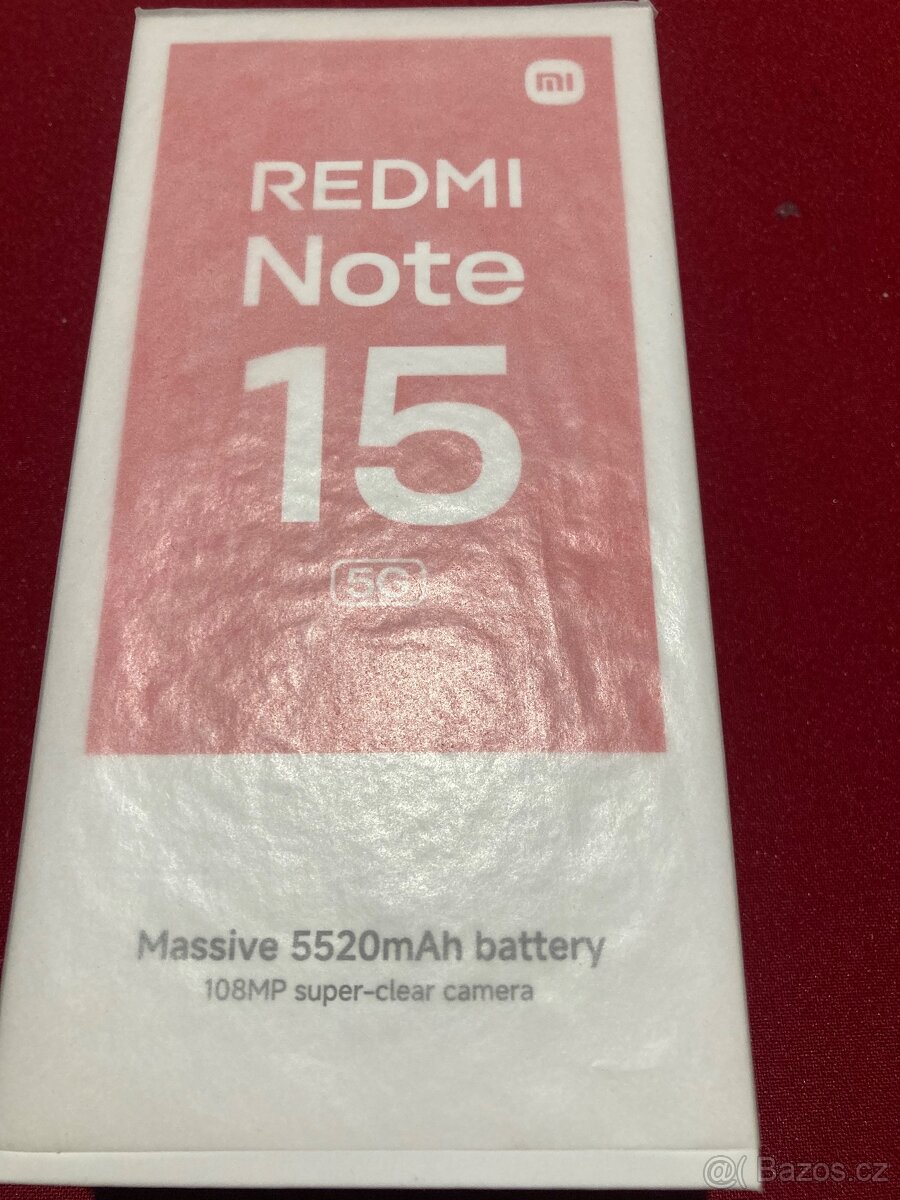 mi
REDMI
Note
15
5G
Massive 5520mAh battery
108MP super-clear camera
@( Bazos.cz